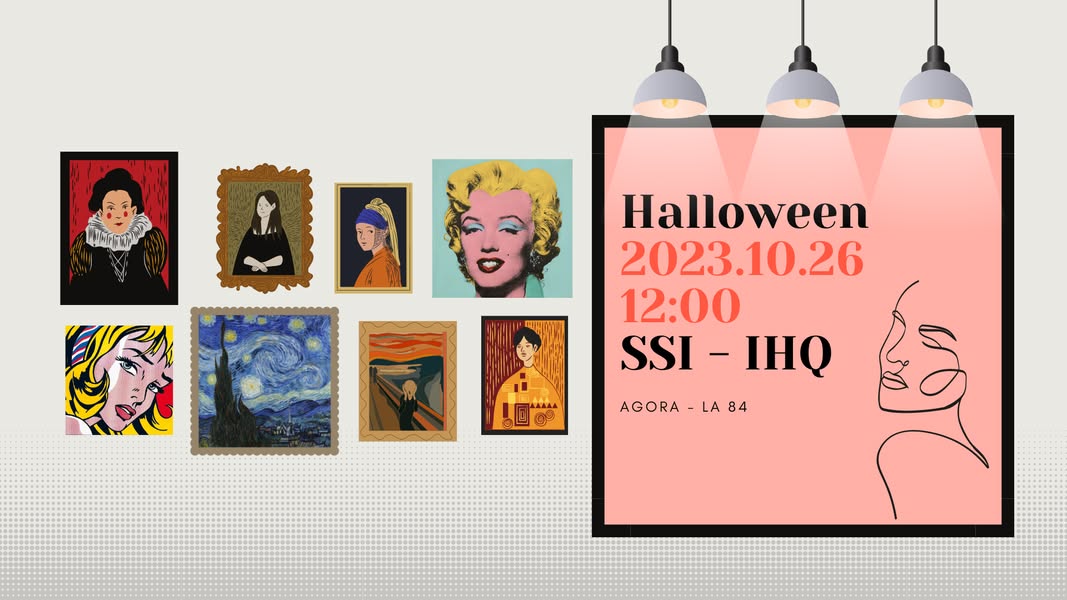 Halloween
2023.10.26
12:00
SSI - IHQ
AGORA - LA 84